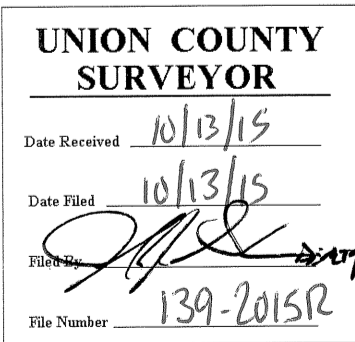 UNION COUNTY
SURVEYOR
Date Received 10/13/15
Date Filed 10/13/15
Filed By
File Number 139-2015R